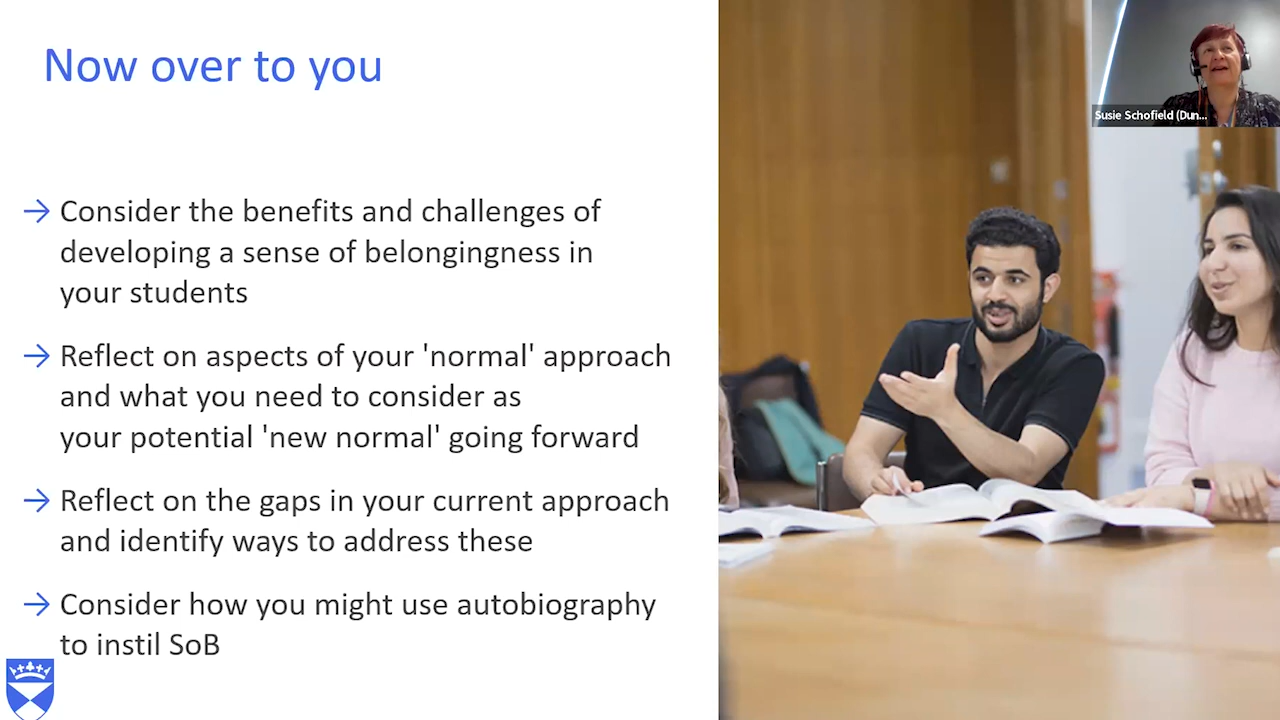 Now over to you
Susie Schofield (Dun...
→ Consider the benefits and challenges of
developing a sense of belongingness in
your students
→ Reflect on aspects of your 'normal' approach
and what you need to consider as
your potential 'new normal' going forward
→ Reflect on the gaps in your current approach
and identify ways to address these
→ Consider how you might use autobiography
to instil SoB